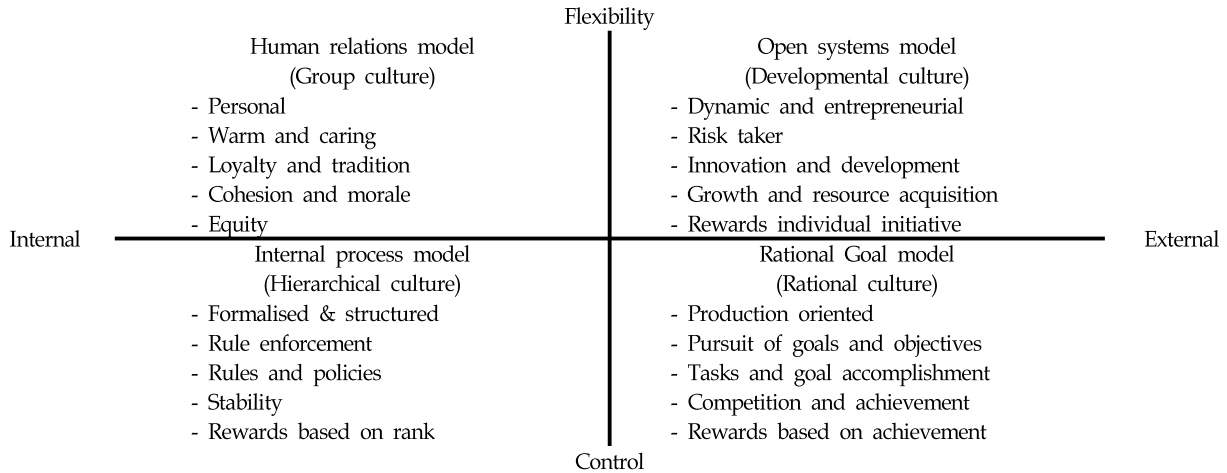 Flexibility
Human relations model
(Group culture)
- Personal
- Warm and caring
- Loyalty and tradition
- Cohesion and morale
- Equity
Open systems model
(Developmental culture)
- Dynamic and entrepreneurial
- Risk taker
- Innovation and development
- Growth and resource acquisition
- Rewards individual initiative
Internal
External
Internal process model
(Hierarchical culture)
- Formalised & structured
- Rule enforcement
- Rules and policies
- Stability
- Rewards based on rank
Rational Goal model
(Rational culture)
- Production oriented
- Pursuit of goals and objectives
- Tasks and goal accomplishment
- Competition and achievement
- Rewards based on achievement
Control